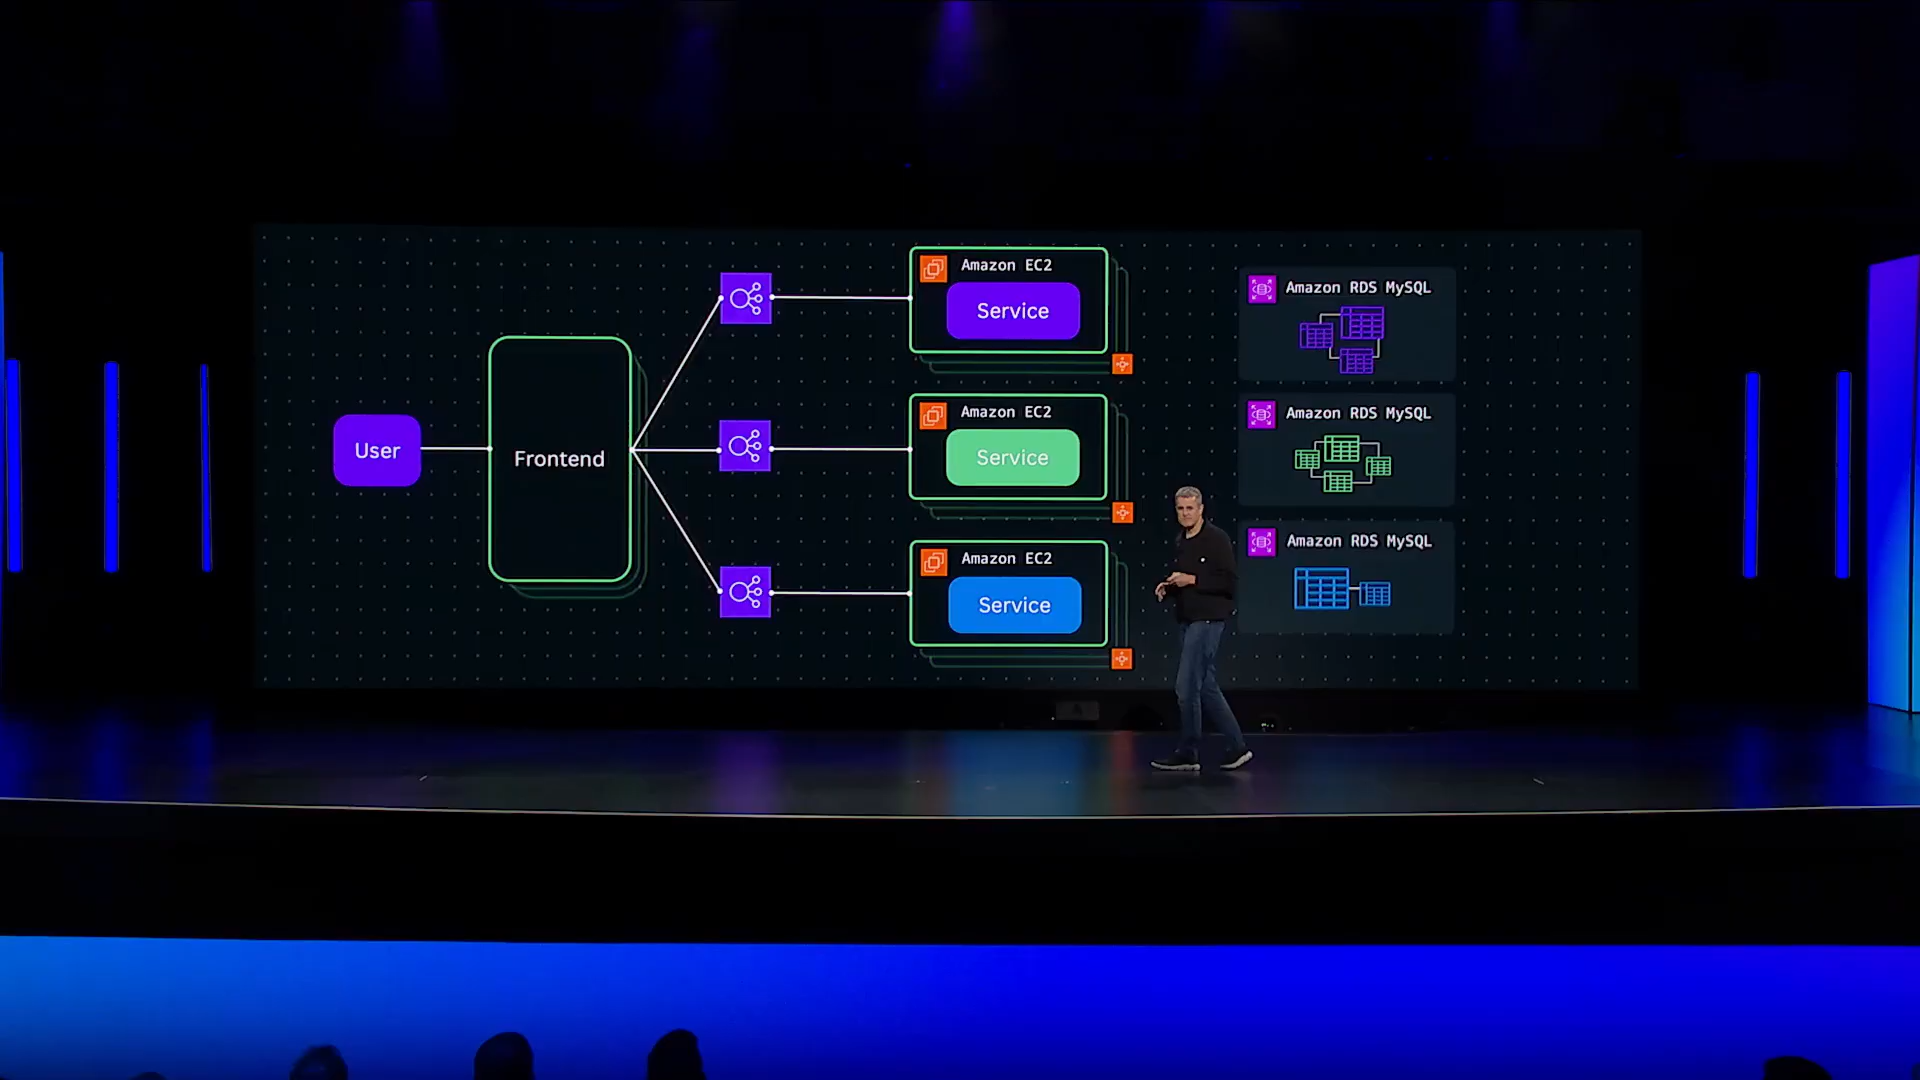 User
Frontend
Amazon EC2
Service
Amazon EC2
Service
Amazon EC2
Service
Amazon RDS MySQL
Amazon RDS MySQL
Amazon RDS MySQL